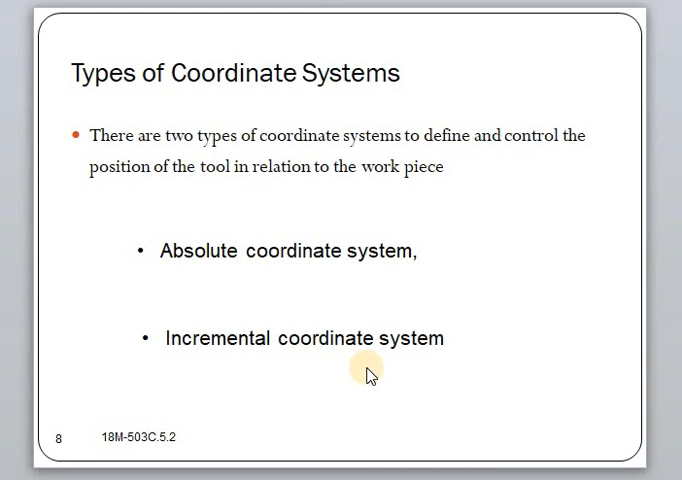 Types of Coordinate Systems
• There are two types of coordinate systems to define and control the
position of the tool in relation to the work piece
• Absolute coordinate system,
• Incremental coordinate system
8 18M-503C.5.2